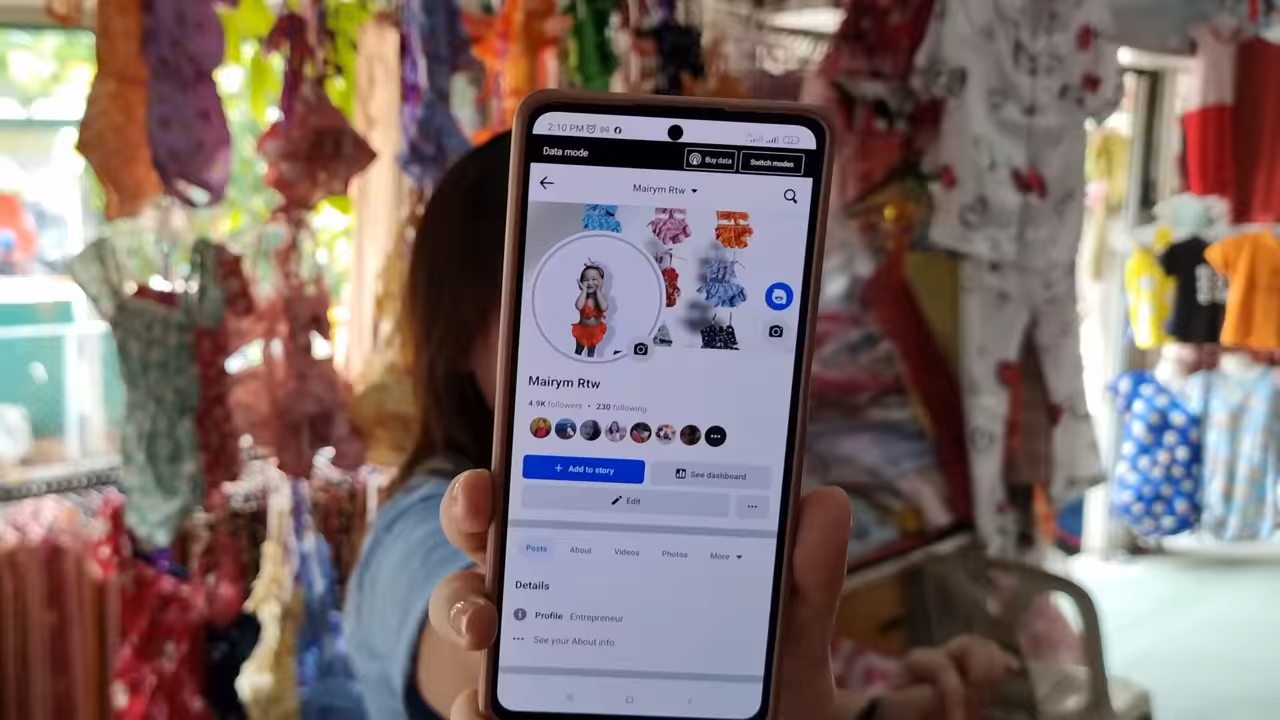 2:10 PM
Data mode
Buy data
Switch modes
Mairym Rtw
Mairym Rtw
4.9K followers • 230 following
+ Add to story
See dashboard
Edit
Posts
About
Videos
Photos
More
Details
Profile Entrepreneur
See your About info